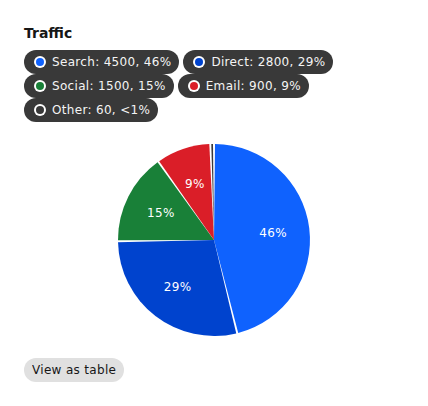 Traffic
Search: 4500, 46% Direct: 2800, 29%
Social: 1500, 15% Email: 900, 9%
Other: 60, <1%
9%
15%
46%
29%
View as table